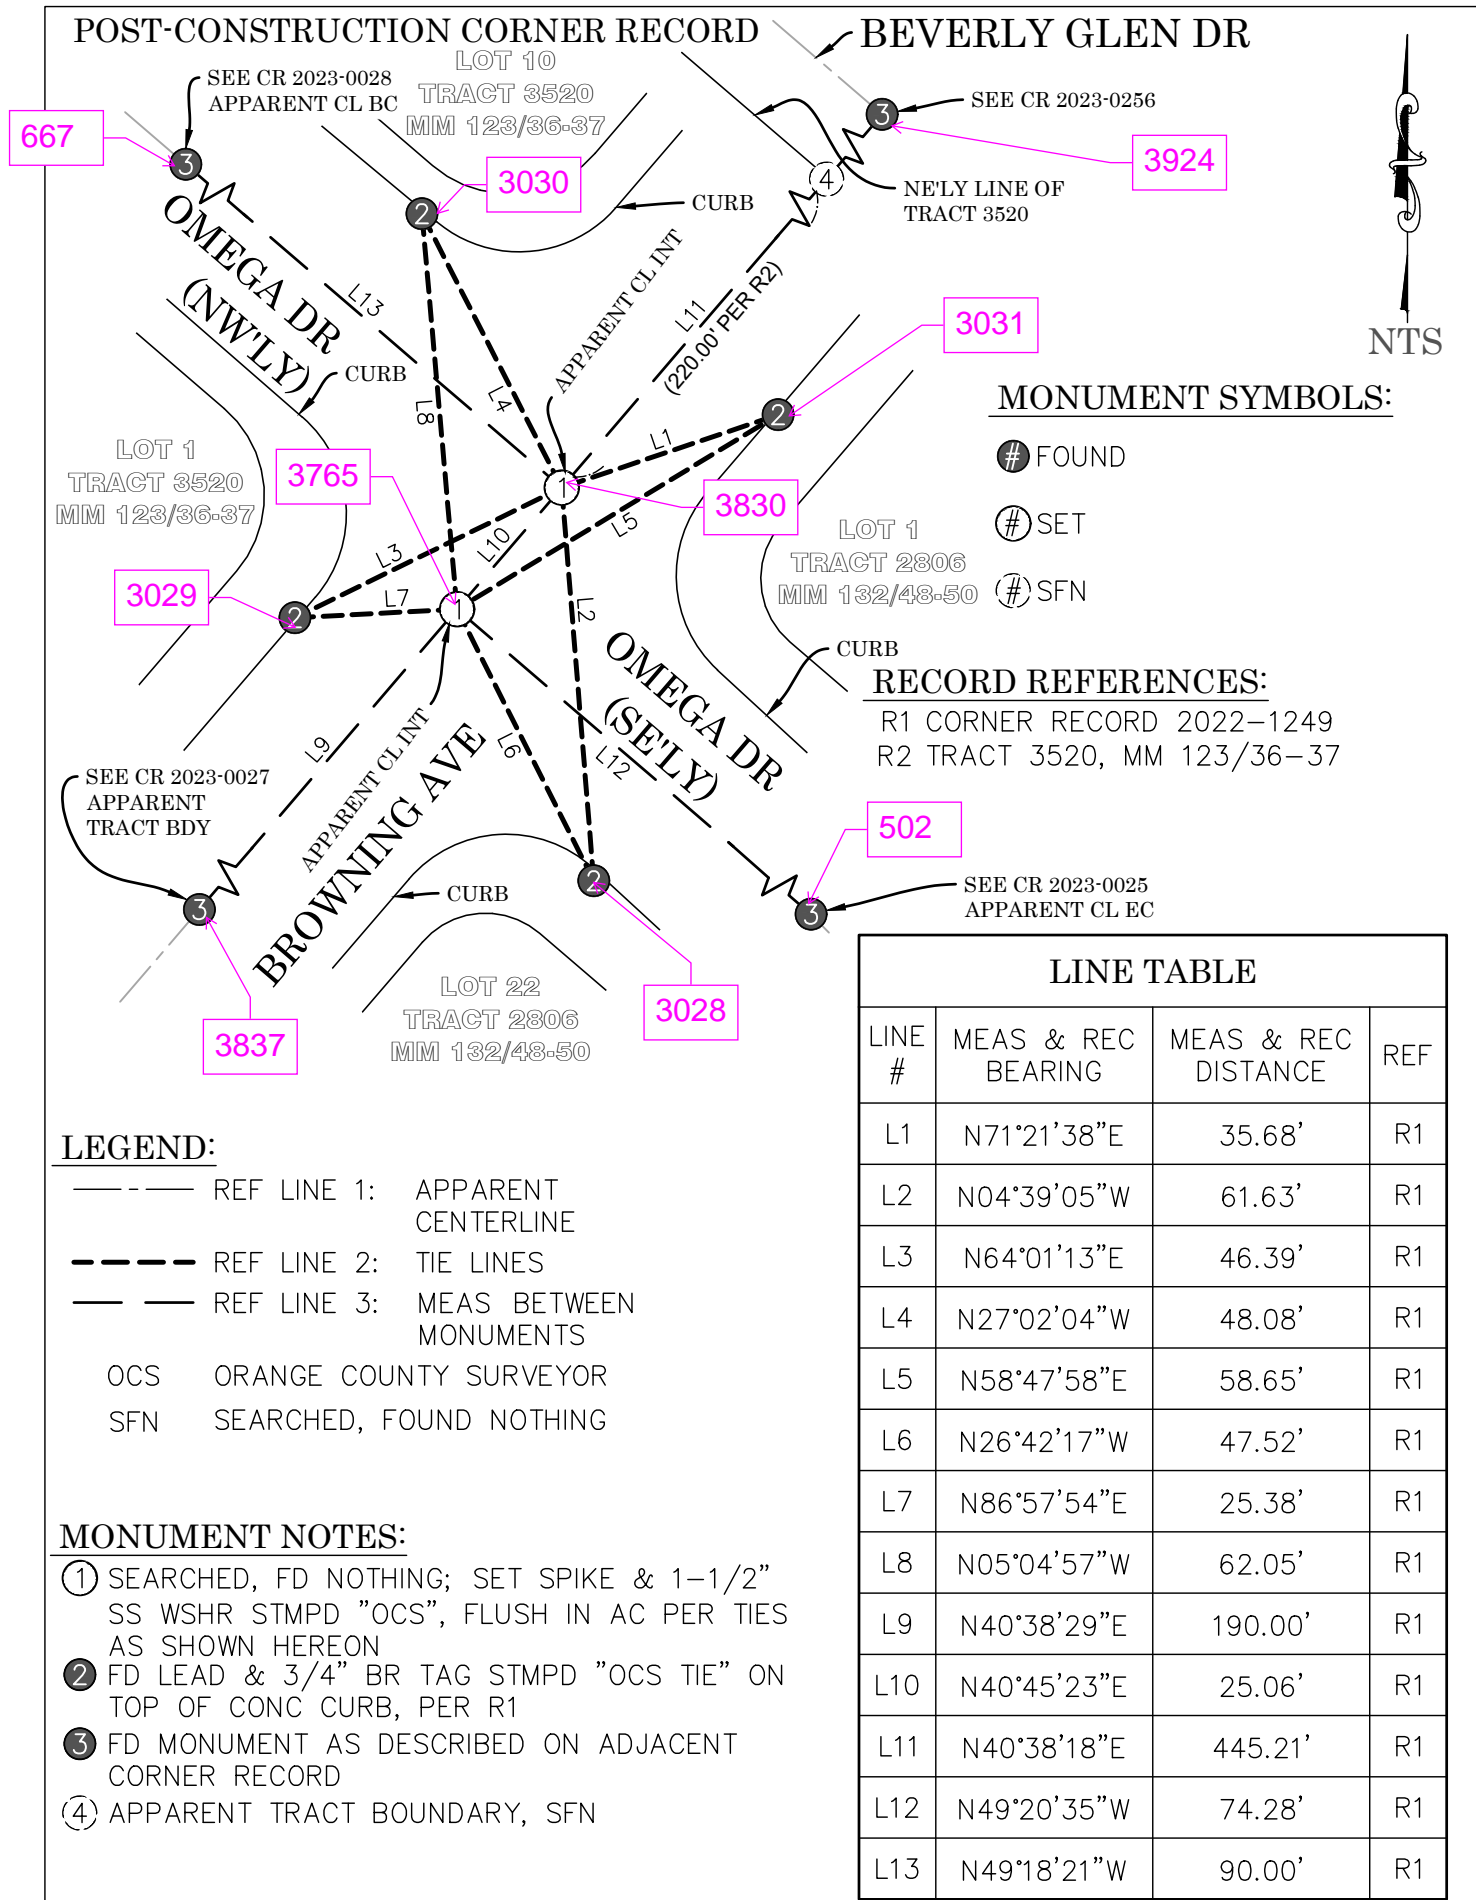 POST-CONSTRUCTION CORNER RECORD
BEVERLY GLEN DR
LOT 10
TRACT 3520
MM 123/36-37
SEE CR 2023-0028
APPARENT CL BC
667
3
3030
2
CURB
SEE CR 2023-0256
3
3924
4
NE'LY LINE OF
TRACT 3520
NTS
OMEGA DR
(NW'LY)
L13
CURB
L8
L4
APPARENT CL INT
L11
(220.00' PER R2)
3031
2
L1
LOT 1
TRACT 3520
MM 123/36-37
3765
1
3830
L3
L10
L5
L7
L2
3029
2
1
LOT 1
TRACT 2806
MM 132/48-50
CURB
OMEGA DR
(SE'LY)
L12
L9
L6
APPARENT CL INT
BROWNING AVE
SEE CR 2023-0027
APPARENT
TRACT BDY
3
3837
CURB
2
3028
502
3
SEE CR 2023-0025
APPARENT CL EC
LOT 22
TRACT 2806
MM 132/48-50
MONUMENT SYMBOLS:
# FOUND
# SET
# SFN
RECORD REFERENCES:
R1 CORNER RECORD 2022-1249
R2 TRACT 3520, MM 123/36-37
LEGEND:
REF LINE 1: APPARENT
CENTERLINE
REF LINE 2: TIE LINES
REF LINE 3: MEAS BETWEEN
MONUMENTS
OCS ORANGE COUNTY SURVEYOR
SFN SEARCHED, FOUND NOTHING
MONUMENT NOTES:
1 SEARCHED, FD NOTHING; SET SPIKE & 1-1/2"
SS WSHR STMPD "OCS", FLUSH IN AC PER TIES
AS SHOWN HEREON
2 FD LEAD & 3/4" BR TAG STMPD "OCS TIE" ON
TOP OF CONC CURB, PER R1
3 FD MONUMENT AS DESCRIBED ON ADJACENT
CORNER RECORD
4 APPARENT TRACT BOUNDARY, SFN
LINE TABLE
LINE # MEAS & REC BEARING MEAS & REC DISTANCE REF
L1 N71°21'38"E 35.68' R1
L2 N04°39'05"W 61.63' R1
L3 N64°01'13"E 46.39' R1
L4 N27°02'04"W 48.08' R1
L5 N58°47'58"E 58.65' R1
L6 N26°42'17"W 47.52' R1
L7 N86°57'54"E 25.38' R1
L8 N05°04'57"W 62.05' R1
L9 N40°38'29"E 190.00' R1
L10 N40°45'23"E 25.06' R1
L11 N40°38'18"E 445.21' R1
L12 N49°20'35"W 74.28' R1
L13 N49°18'21"W 90.00' R1